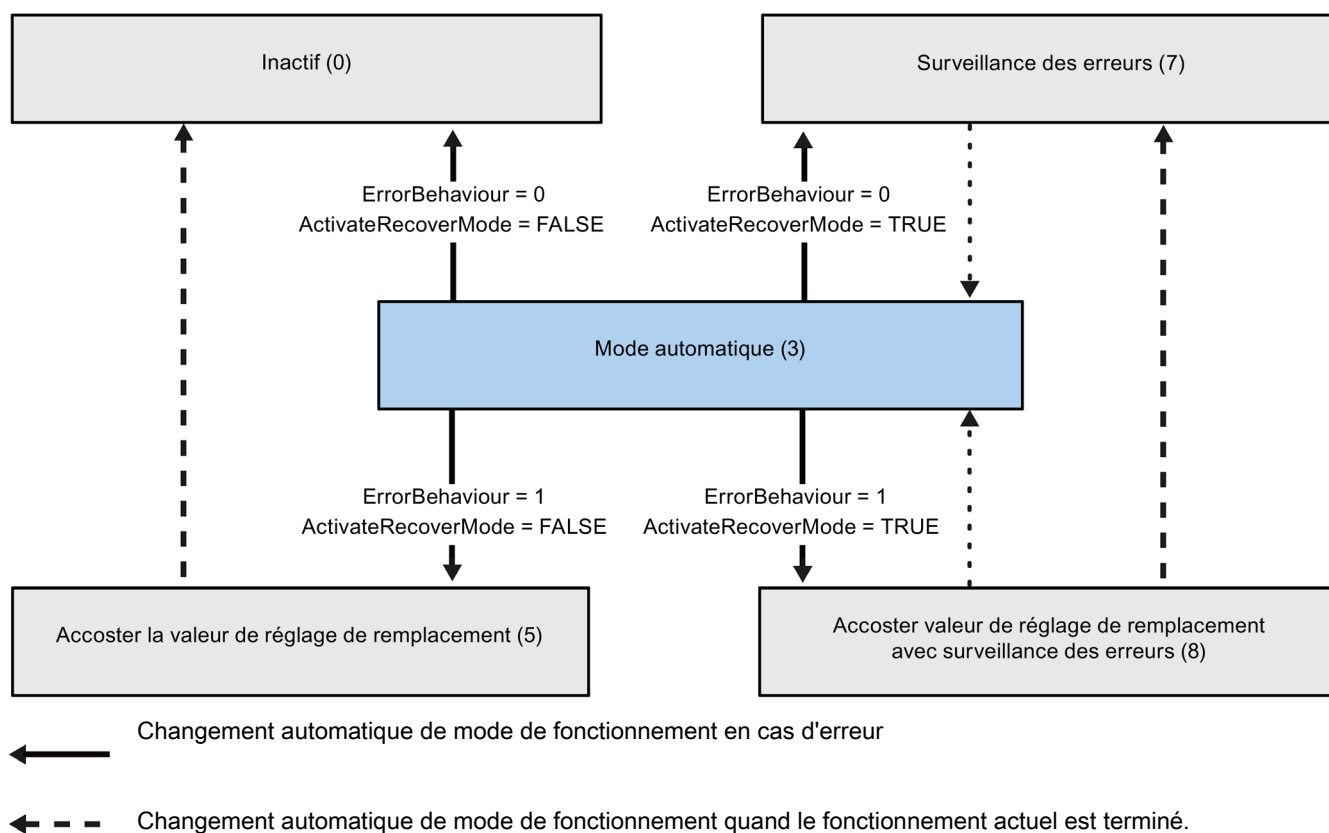 Inactif (0)
Surveillance des erreurs (7)
ErrorBehaviour = 0
ActivateRecoverMode = FALSE
ErrorBehaviour = 0
ActivateRecoverMode = TRUE
Mode automatique (3)
ErrorBehaviour = 1
ActivateRecoverMode = FALSE
ErrorBehaviour = 1
ActivateRecoverMode = TRUE
Accoster la valeur de réglage de remplacement (5)
Accoster valeur de réglage de remplacement
avec surveillance des erreurs (8)
Changement automatique de mode de fonctionnement en cas d'erreur
Changement automatique de mode de fonctionnement quand le fonctionnement actuel est terminé.